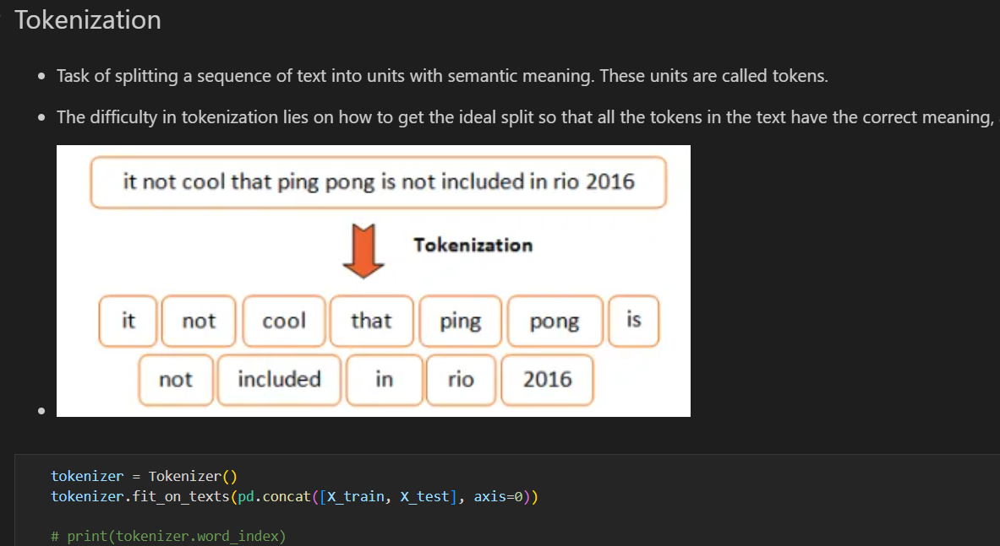 Tokenization
Task of splitting a sequence of text into units with semantic meaning. These units are called tokens.
The difficulty in tokenization lies on how to get the ideal split so that all the tokens in the text have the correct meaning,
it not cool that ping pong is not included in rio 2016
Tokenization
it not cool that ping pong is
not included in rio 2016
tokenizer = Tokenizer()
tokenizer.fit_on_texts(pd.concat([X_train, X_test], axis=0))
# print(tokenizer.word_index)